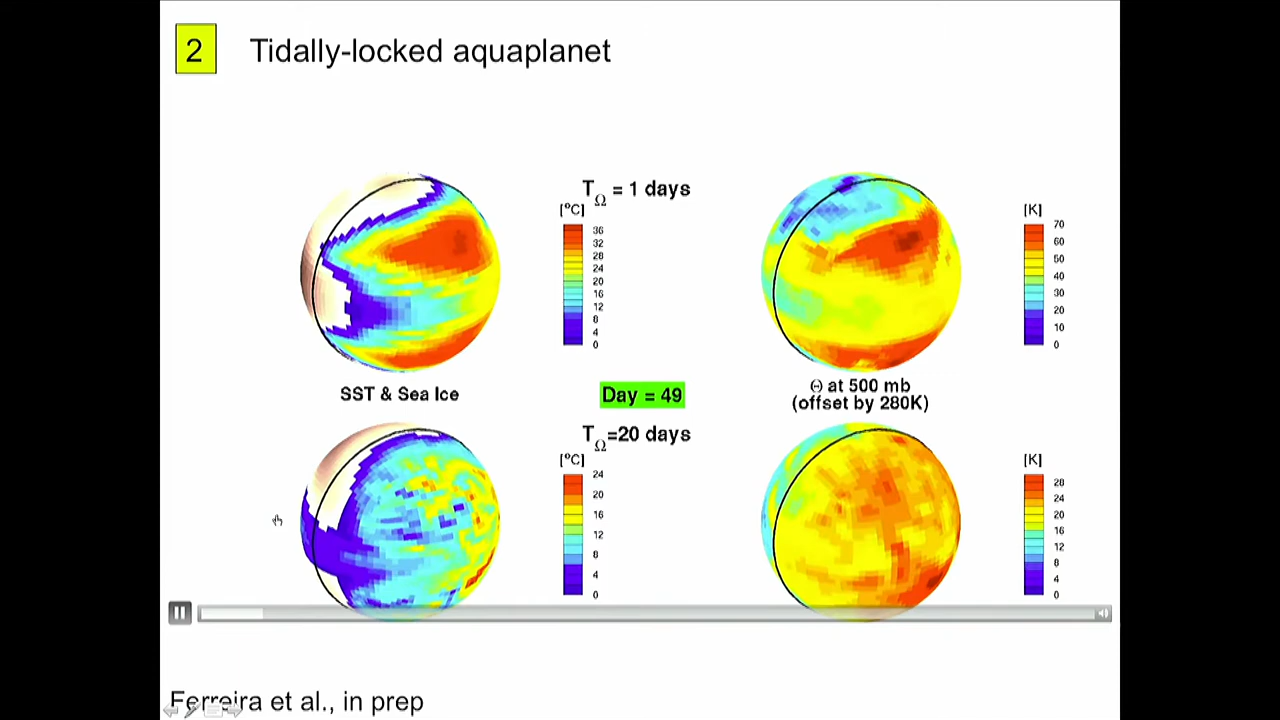 2 Tidally-locked aquaplanet
TΩ = 1 days
[°C]
36
32
28
24
20
16
12
8
4
0
[K]
70
60
50
40
30
20
10
0
SST & Sea Ice
Day = 49
Θ at 500 mb
(offset by 280K)
TΩ=20 days
[°C]
24
20
16
12
8
4
0
[K]
28
24
20
16
12
8
4
0
Ferreira et al., in prep